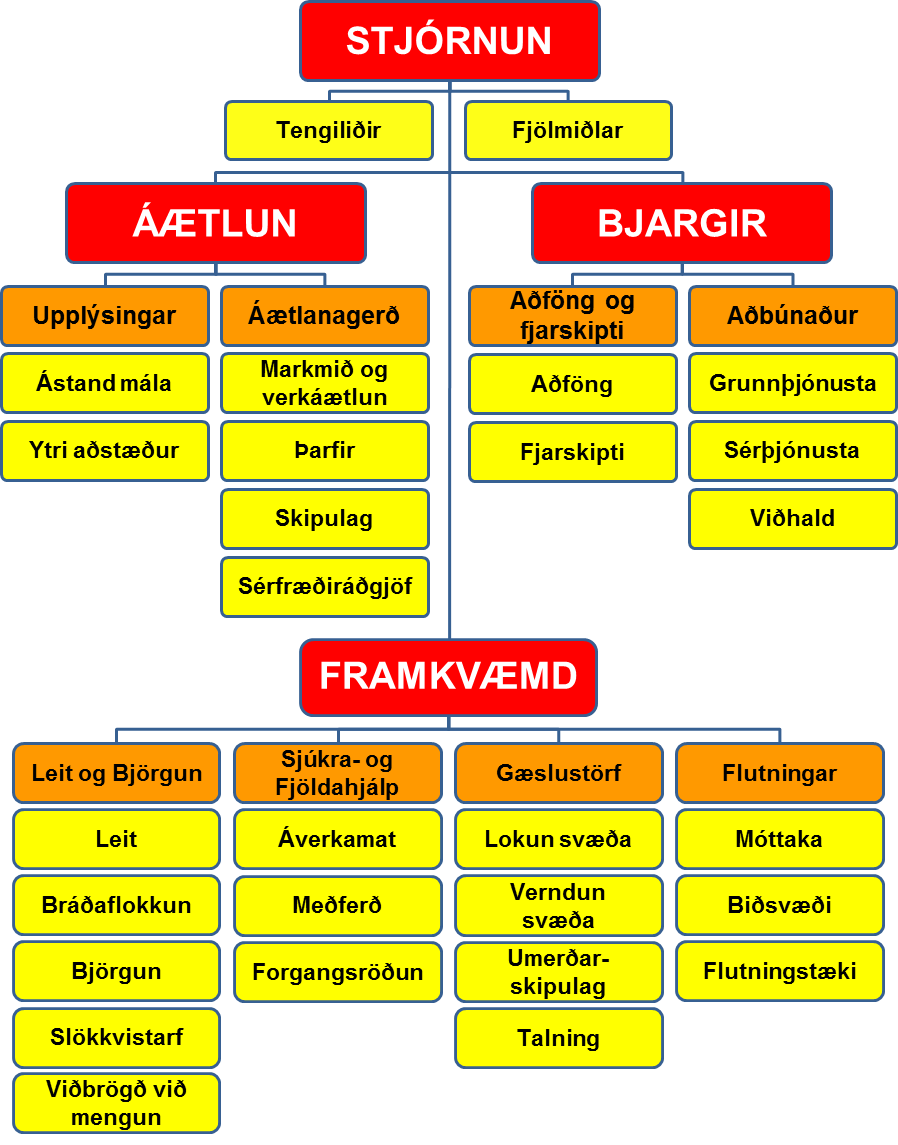 STJÓRNUN
Tengiliðir
Fjölmiðlar
ÁÆTLUN
BJARGIR
Upplýsingar
Ástand mála
Ytri aðstæður
Áætlanagerð
Markmið og
verkáætlun
Þarfir
Skipulag
Sérfræðiráðgjöf
Aðföng og
fjarskipti
Aðföng
Fjarskipti
Aðbúnaður
Grunnþjónusta
Sérþjónusta
Viðhald
FRAMKVÆMD
Leit og Björgun
Leit
Bráðaflokkun
Björgun
Slökkvistarf
Viðbrögð við
mengun
Sjúkra- og
Fjöldahjálp
Áverkamat
Meðferð
Forgangsröðun
Gæslustörf
Lokun svæða
Verndun
svæða
Umerðar-
skipulag
Talning
Flutningar
Móttaka
Biðsvæði
Flutningstæki